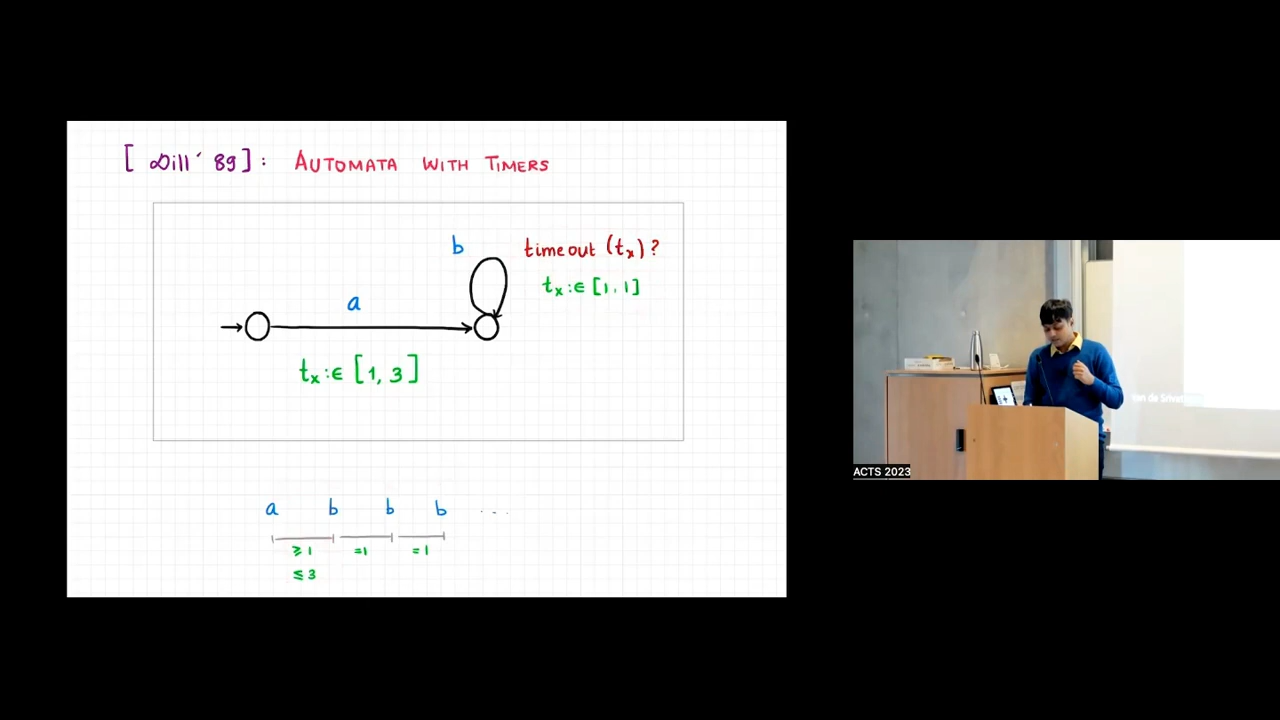 [Dill'89]: AUTOMATA WITH TIMERS
b timeout (tx)?
tx :∈ [1,1]
a
tx :∈ [1, 3]
a b b b ...
≥1 =1 =1
≤3
ACTS 2023